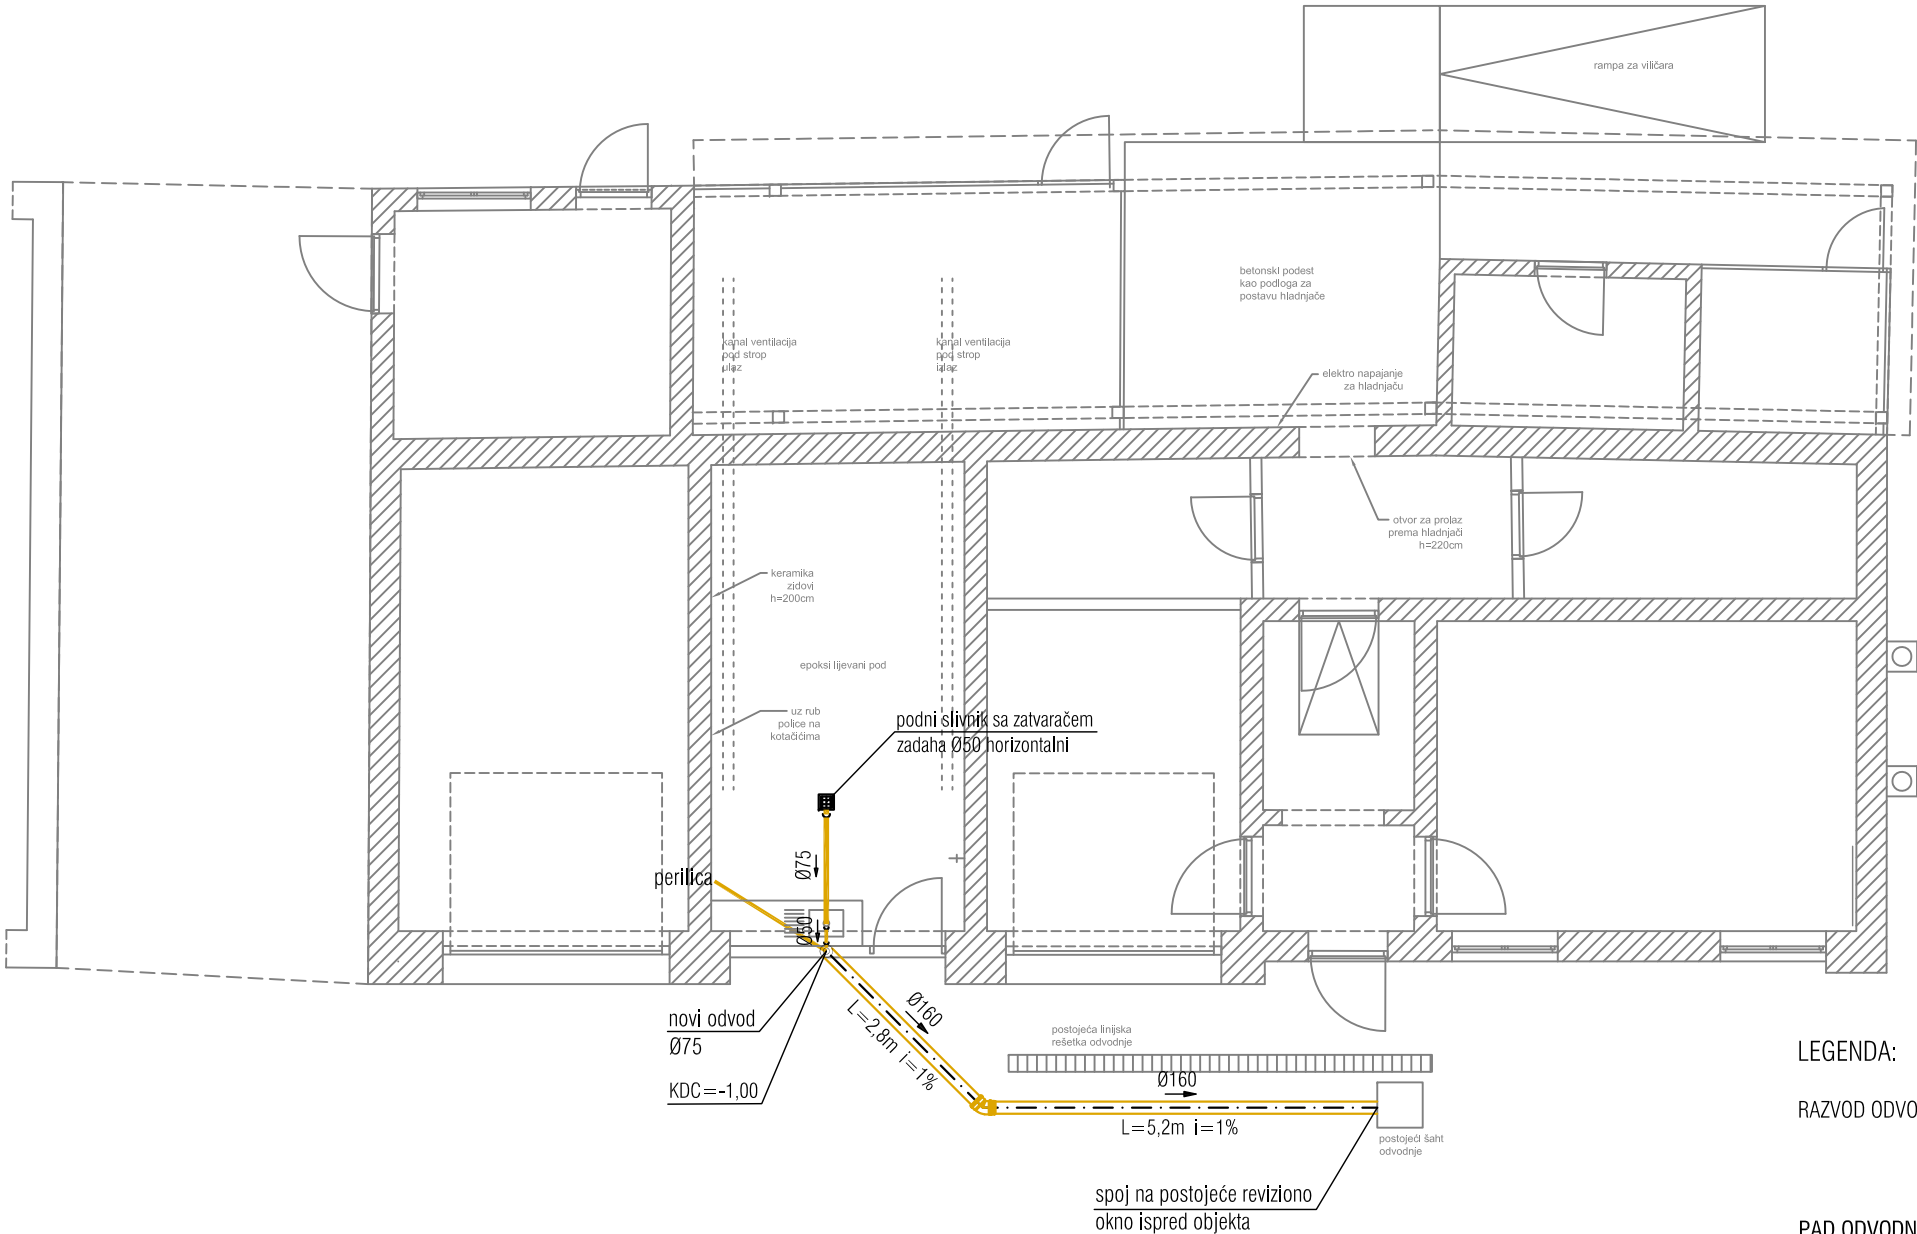 rampa za viličara
betonski podest
kao podloga za
postavu hladnjače
kanal ventilacija
pod strop
ulaz
kanal ventilacija
pod strop
izlaz
elektro napajanje
za hladnjaču
otvor za prolaz
prema hladnjači
h=220cm
keramika
zidovi
h=200cm
epoksi lijevani pod
uz rub
police na
kotačićima
podni slivnik sa zatvaračem
zadaha Ø50 horizontalni
Ø75
perilica
Ø50
novi odvod
Ø75
KDC=-1,00
Ø160
L=2,8m i=1%
postojeća linijska
rešetka odvodnje
Ø160
L=5,2m i=1%
postojeći šaht
odvodnje
spoj na postojeće reviziono
okno ispred objekta
LEGENDA:
RAZVOD ODVO
PAD ODVODN